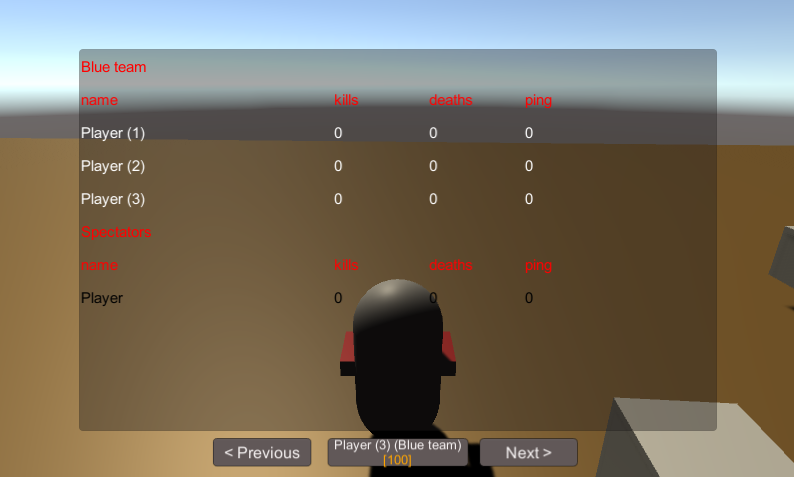 Blue team
name kills deaths ping
Player (1) 0 0 0
Player (2) 0 0 0
Player (3) 0 0 0
Spectators
name kills deaths ping
Player 0 0 0
< Previous Player (3) (Blue team) Next >
[100]